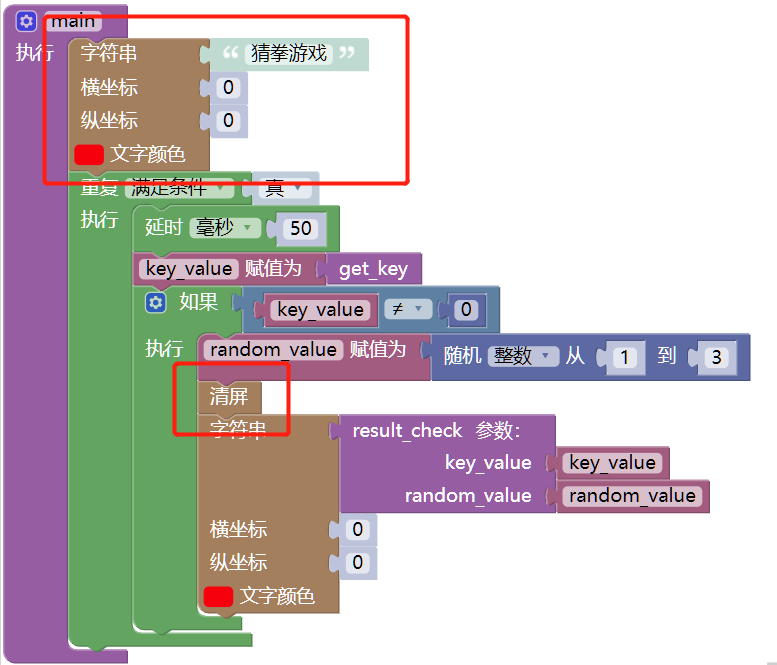 main
执行 字符串 “ 猜拳游戏 ”
横坐标 0
纵坐标 0
文字颜色
重复 满足条件 真
执行 延时 毫秒 50
key_value 赋值为 get_key
如果 key_value ≠ 0
执行 random_value 赋值为 随机 整数 从 1 到 3
清屏
字符串 result_check 参数:
key_value key_value
random_value random_value
横坐标 0
纵坐标 0
文字颜色